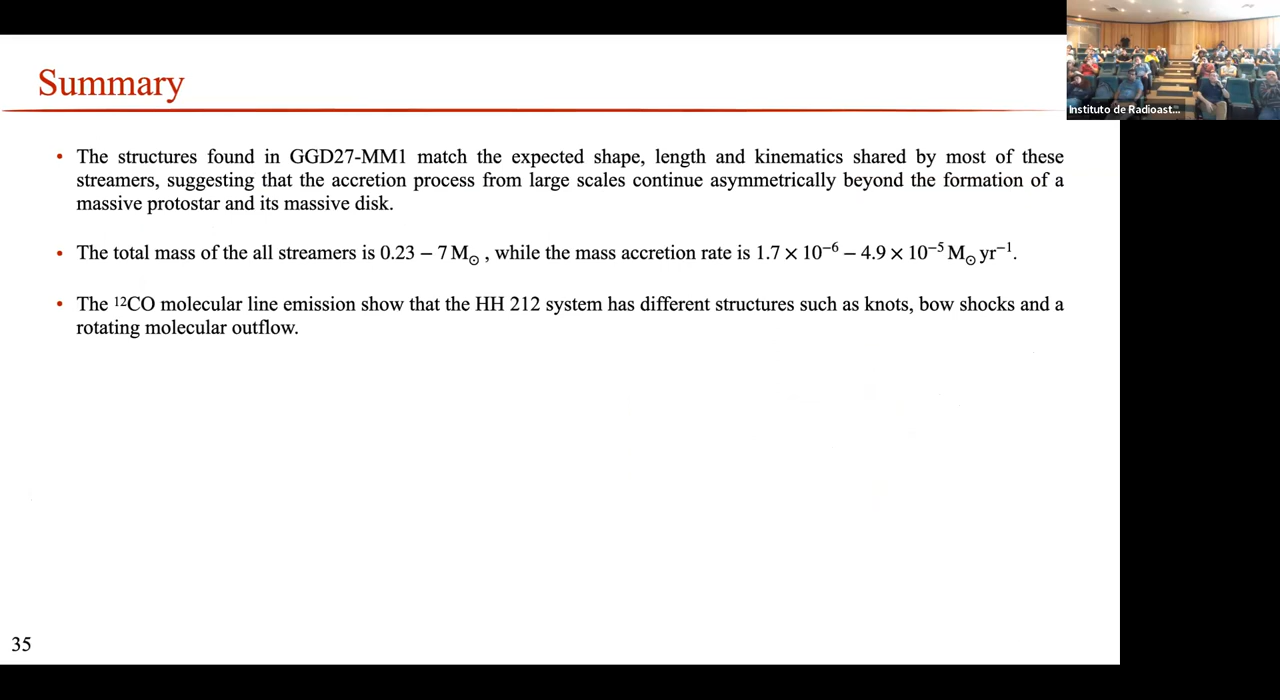 Summary
Instituto de Radioast...
• The structures found in GGD27-MM1 match the expected shape, length and kinematics shared by most of these
streamers, suggesting that the accretion process from large scales continue asymmetrically beyond the formation of a
massive protostar and its massive disk.
• The total mass of the all streamers is 0.23 – 7 M⊙ , while the mass accretion rate is 1.7 × 10⁻⁶ – 4.9 × 10⁻⁵ M⊙ yr⁻¹.
• The ¹²CO molecular line emission show that the HH 212 system has different structures such as knots, bow shocks and a
rotating molecular outflow.
35